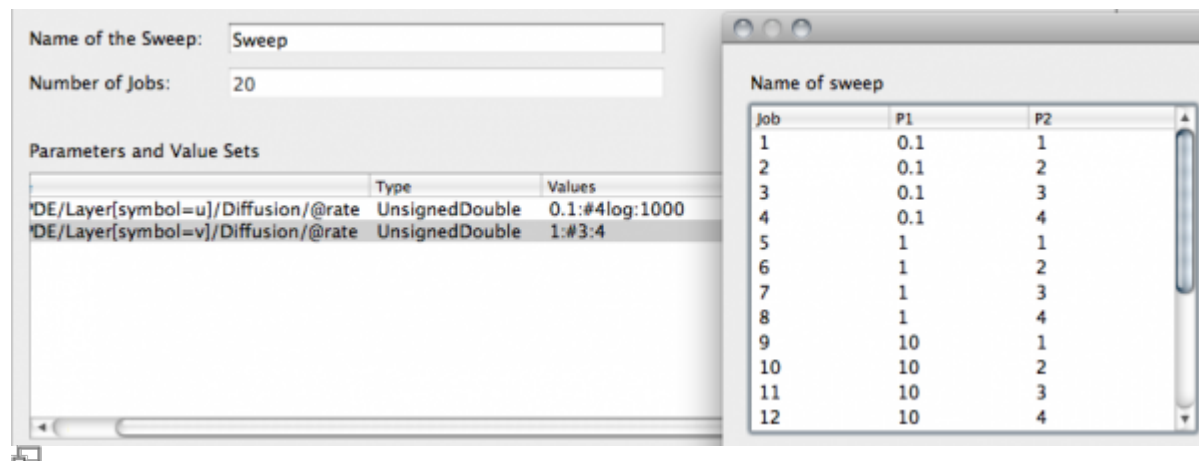 Name of the Sweep: Sweep
Number of Jobs: 20
Parameters and Value Sets
Type Values
DE/Layer[symbol=u]/Diffusion/@rate UnsignedDouble 0.1:#4log:1000
DE/Layer[symbol=v]/Diffusion/@rate UnsignedDouble 1:#3:4
Name of sweep
Job P1 P2
1 0.1 1
2 0.1 2
3 0.1 3
4 0.1 4
5 1 1
6 1 2
7 1 3
8 1 4
9 10 1
10 10 2
11 10 3
12 10 4